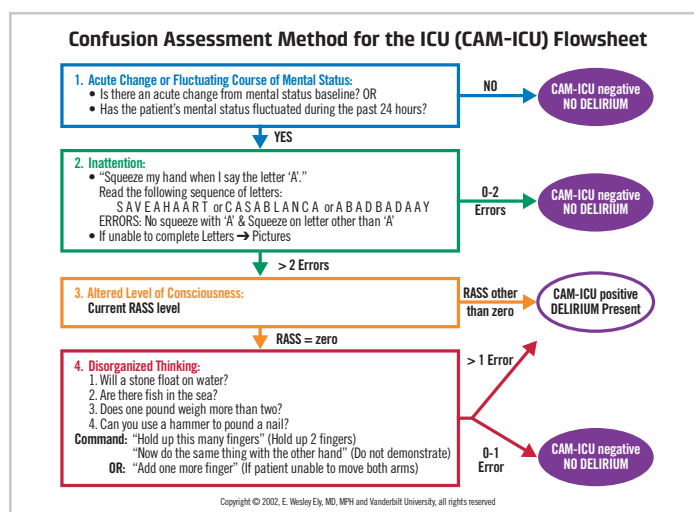 Confusion Assessment Method for the ICU (CAM-ICU) Flowsheet
1. Acute Change or Fluctuating Course of Mental Status:
• Is there an acute change from mental status baseline? OR
• Has the patient's mental status fluctuated during the past 24 hours?
NO
CAM-ICU negative
NO DELIRIUM
YES
2. Inattention:
• “Squeeze my hand when I say the letter ‘A’.”
Read the following sequence of letters:
S A V E A H A A R T or C A S A B L A N C A or A B A D B A D A A Y
ERRORS: No squeeze with ‘A’ & Squeeze on letter other than ‘A’
• If unable to complete Letters ➔ Pictures
0-2
Errors
CAM-ICU negative
NO DELIRIUM
> 2 Errors
3. Altered Level of Consciousness:
Current RASS level
RASS other
than zero
CAM-ICU positive
DELIRIUM Present
RASS = zero
4. Disorganized Thinking:
1. Will a stone float on water?
2. Are there fish in the sea?
3. Does one pound weigh more than two?
4. Can you use a hammer to pound a nail?
Command: “Hold up this many fingers” (Hold up 2 fingers)
“Now do the same thing with the other hand” (Do not demonstrate)
OR: “Add one more finger” (If patient unable to move both arms)
> 1 Error
0-1
Error
CAM-ICU negative
NO DELIRIUM
Copyright © 2002, E. Wesley Ely, MD, MPH and Vanderbilt University, all rights reserved